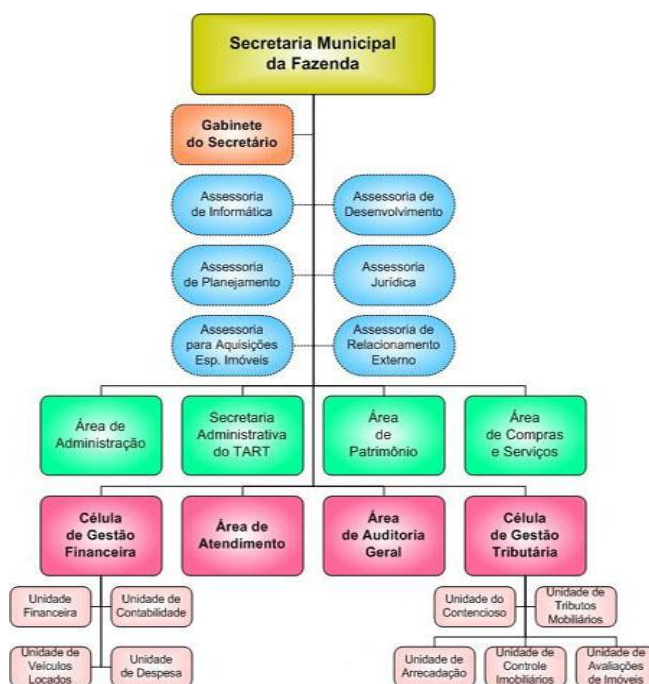 Secretaria Municipal
da Fazenda
Gabinete
do Secretário
Assessoria
de Informática
Assessoria de
Desenvolvimento
Assessoria
de Planejamento
Assessoria
Jurídica
Assessoria
para Aquisições
Esp. Imóveis
Assessoria de
Relacionamento
Externo
Área de
Administração
Secretaria
Administrativa
do TART
Área
de
Patrimônio
Área
de Compras
e Serviços
Célula
de Gestão
Financeira
Área de
Atendimento
Área
de Auditoria
Geral
Célula
de Gestão
Tributária
Unidade
Financeira
Unidade de
Contabilidade
Unidade do
Contencioso
Unidade de
Tributos
Mobiliários
Unidade de
Veículos
Locados
Unidade
de Despesa
Unidade de
Arrecadação
Unidade
de Controle
Imobiliários
Unidade
de Avaliações
de Imóveis